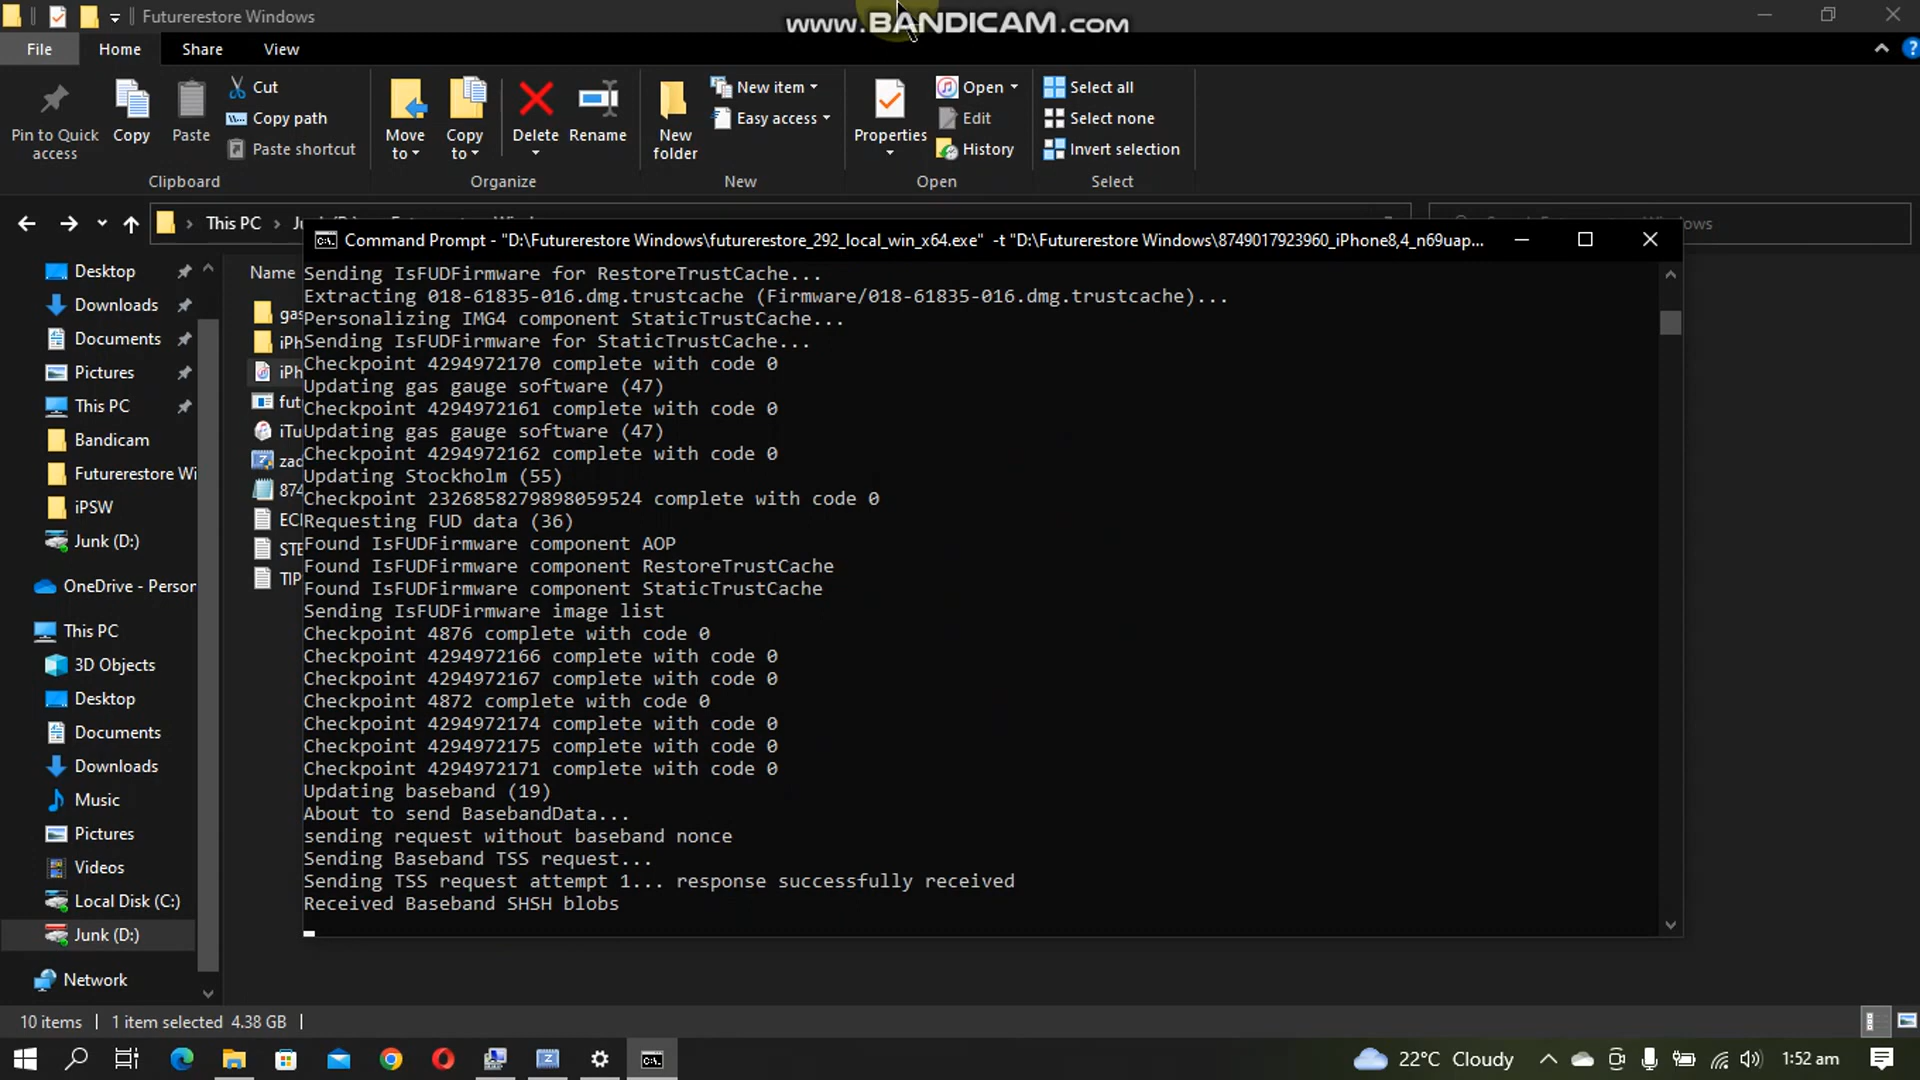 Futurerestore Windows
www.BANDICAM.com
File
Home
Share
View
Pin to Quick access
Copy
Paste
Cut
Copy path
Paste shortcut
Move to
Copy to
Delete
Rename
New folder
New item
Easy access
Properties
Open
Edit
History
Select all
Select none
Invert selection
Clipboard
Organize
New
Open
Select
This PC
Command Prompt - "D:\Futurerestore Windows\futurerestore_292_local_win_x64.exe" -t "D:\Futurerestore Windows\8749017923960_iPhone8,4_n69uap...
Sending IsFUDFirmware for RestoreTrustCache...
Extracting 018-61835-016.dmg.trustcache (Firmware/018-61835-016.dmg.trustcache)...
Personalizing IMG4 component StaticTrustCache...
Sending IsFUDFirmware for StaticTrustCache...
Checkpoint 4294972170 complete with code 0
Updating gas gauge software (47)
Checkpoint 4294972161 complete with code 0
Updating gas gauge software (47)
Checkpoint 4294972162 complete with code 0
Updating Stockholm (55)
Checkpoint 2326858279898059524 complete with code 0
Requesting FUD data (36)
Found IsFUDFirmware component AOP
Found IsFUDFirmware component RestoreTrustCache
Found IsFUDFirmware component StaticTrustCache
Sending IsFUDFirmware image list
Checkpoint 4876 complete with code 0
Checkpoint 4294972166 complete with code 0
Checkpoint 4294972167 complete with code 0
Checkpoint 4872 complete with code 0
Checkpoint 4294972174 complete with code 0
Checkpoint 4294972175 complete with code 0
Checkpoint 4294972171 complete with code 0
Updating baseband (19)
About to send BasebandData...
sending request without baseband nonce
Sending Baseband TSS request...
Sending TSS request attempt 1... response successfully received
Received Baseband SHSH blobs
Name
gas
iPh
iPh
fut
iTu
zad
874
ECI
STE
TIP
Desktop
Downloads
Documents
Pictures
This PC
Bandicam
Futurerestore Wi
iPSW
Junk (D:)
OneDrive - Person
This PC
3D Objects
Desktop
Documents
Downloads
Music
Pictures
Videos
Local Disk (C:)
Junk (D:)
Network
10 items
1 item selected 4.38 GB
22°C Cloudy
1:52 am